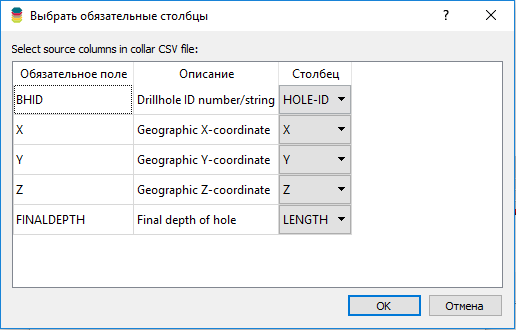 Выбрать обязательные столбцы
Select source columns in collar CSV file:
Обязательное поле Описание Столбец
BHID Drillhole ID number/string HOLE-ID
X Geographic X-coordinate X
Y Geographic Y-coordinate Y
Z Geographic Z-coordinate Z
FINALDEPTH Final depth of hole LENGTH
OK Отмена